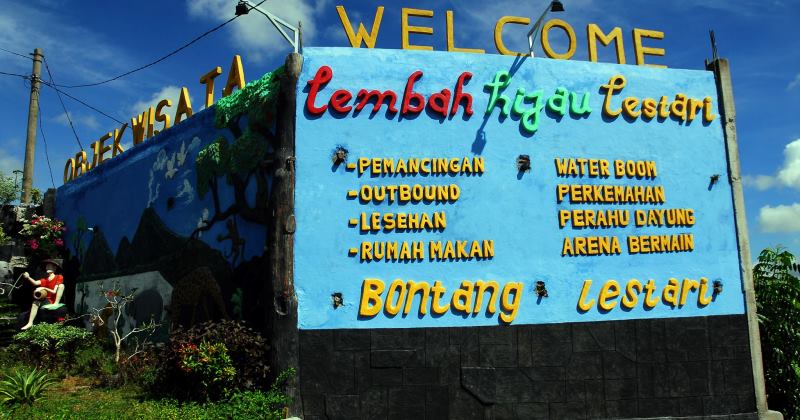 WELCOME
OBJEK WISATA
Lembah hijau Lestari
-PEMANCINGAN
-OUTBOUND
-LESEHAN
-RUMAH MAKAN
WATER BOOM
PERKEMAHAN
PERAHU DAYUNG
ARENA BERMAIN
Bontang Lestari